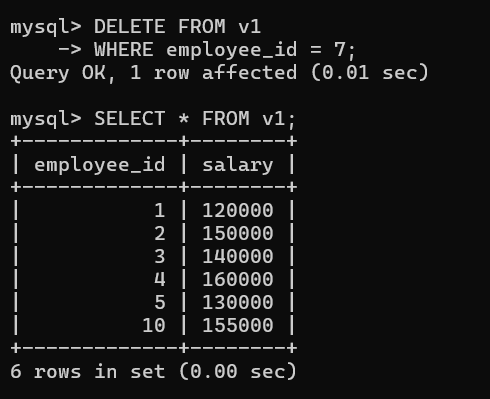 mysql> DELETE FROM v1
    -> WHERE employee_id = 7;
Query OK, 1 row affected (0.01 sec)

mysql> SELECT * FROM v1;
+-------------+--------+
| employee_id | salary |
+-------------+--------+
|           1 | 120000 |
|           2 | 150000 |
|           3 | 140000 |
|           4 | 160000 |
|           5 | 130000 |
|          10 | 155000 |
+-------------+--------+
6 rows in set (0.00 sec)